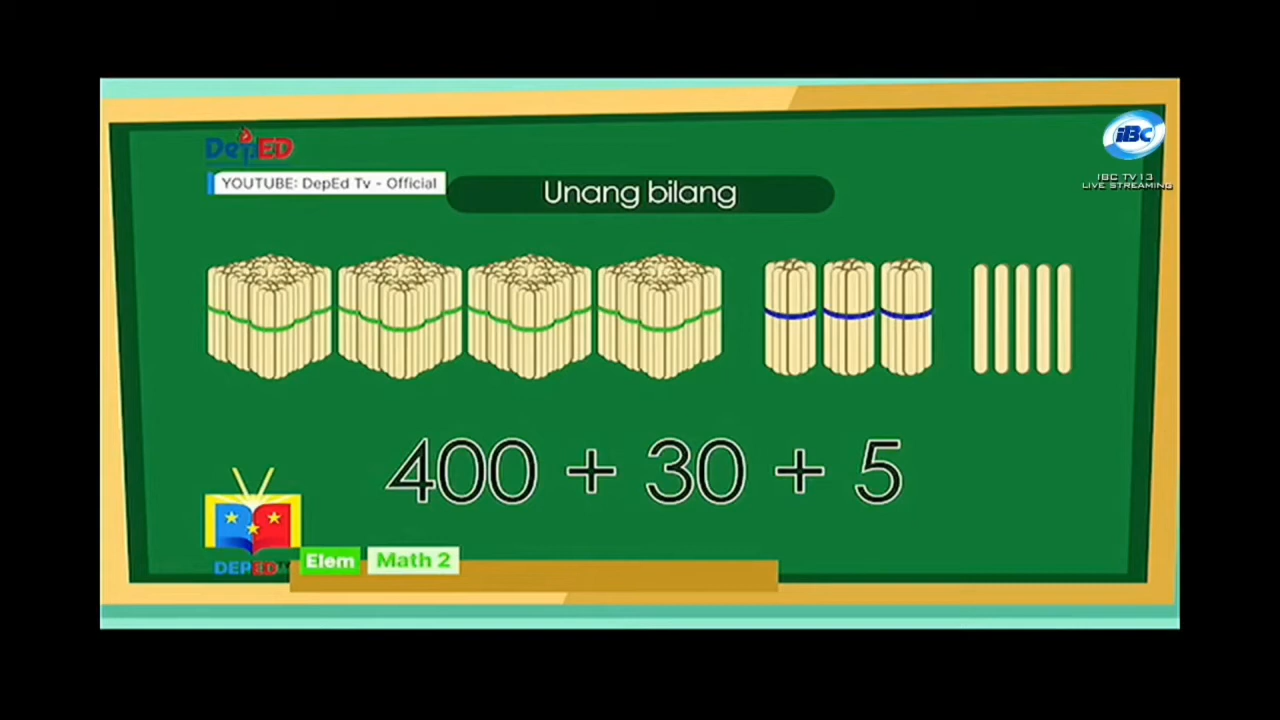 DepED
iBC
YOUTUBE: DepEd Tv - Official
Unang bilang
IBC TV 13
LIVE STREAMING
400 + 30 + 5
Elem Math 2
DEPED